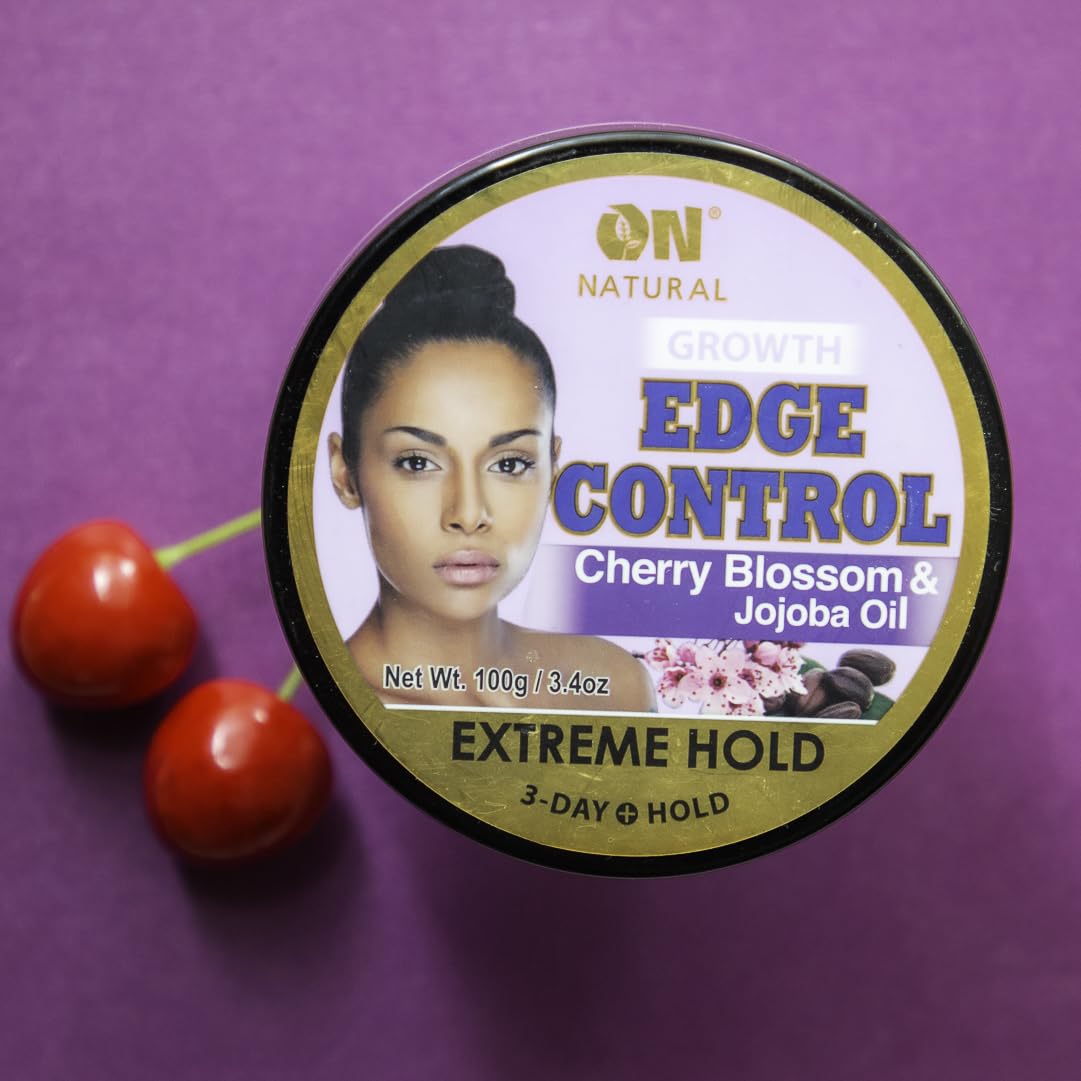 ON®
NATURAL
GROWTH
EDGE
CONTROL
Cherry Blossom &
Jojoba Oil
Net Wt. 100g / 3.4oz
EXTREME HOLD
3-DAY + HOLD